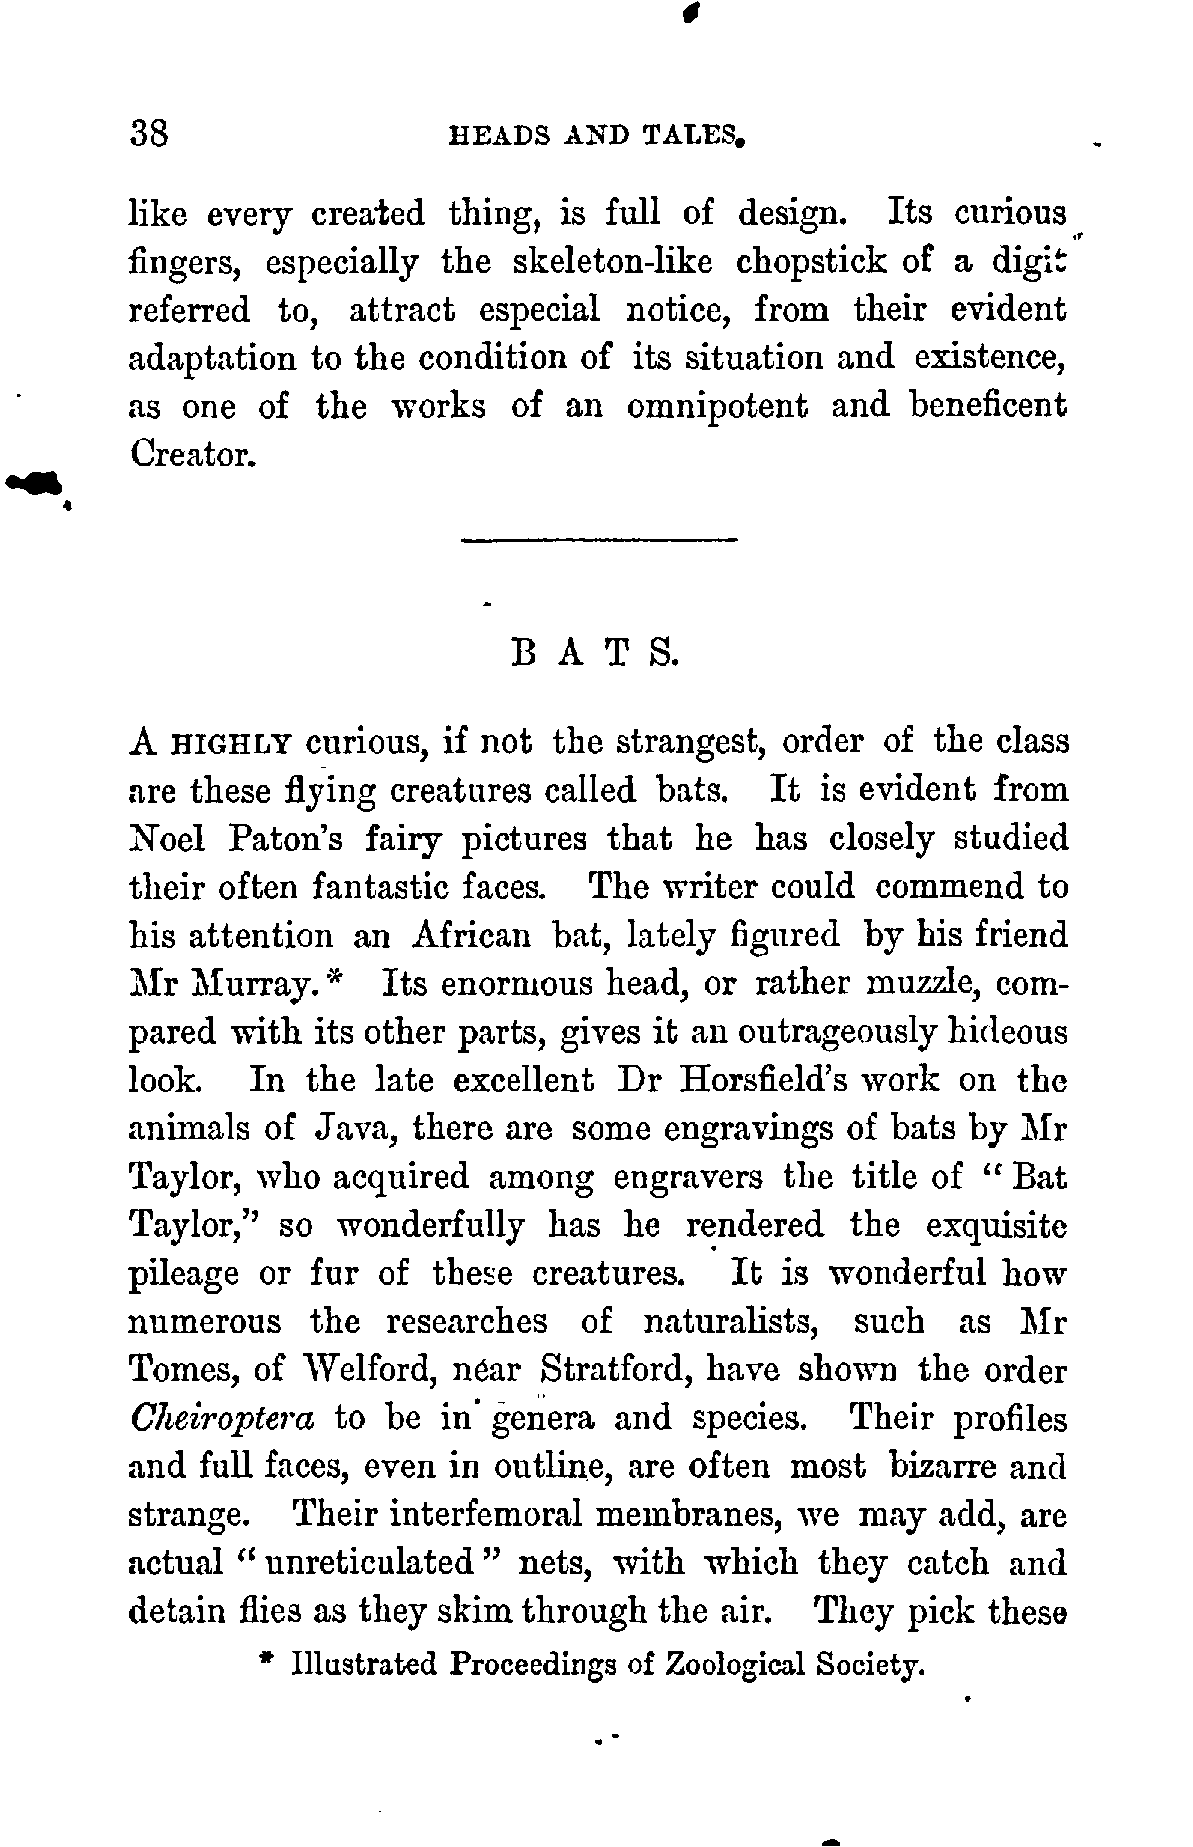 38 HEADS AND TALES.
like every created thing, is full of design. Its curious
fingers, especially the skeleton-like chopstick of a digit
referred to, attract especial notice, from their evident
adaptation to the condition of its situation and existence,
as one of the works of an omnipotent and beneficent
Creator.
BATS.
A HIGHLY curious, if not the strangest, order of the class
are these flying creatures called bats. It is evident from
Noel Paton's fairy pictures that he has closely studied
their often fantastic faces. The writer could commend to
his attention an African bat, lately figured by his friend
Mr Murray.* Its enormous head, or rather muzzle, com-
pared with its other parts, gives it an outrageously hideous
look. In the late excellent Dr Horsfield's work on the
animals of Java, there are some engravings of bats by Mr
Taylor, who acquired among engravers the title of "Bat
Taylor," so wonderfully has he rendered the exquisite
pileage or fur of these creatures. It is wonderful how
numerous the researches of naturalists, such as Mr
Tomes, of Welford, near Stratford, have shown the order
Cheiroptera to be in genera and species. Their profiles
and full faces, even in outline, are often most bizarre and
strange. Their interfemoral membranes, we may add, are
actual "unreticulated" nets, with which they catch and
detain flies as they skim through the air. They pick these
* Illustrated Proceedings of Zoological Society.